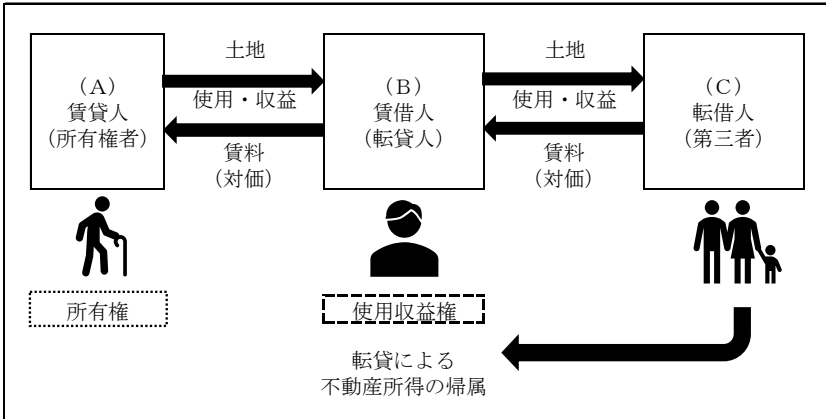 (A)
賃貸人
(所有権者)
土地
使用・収益
賃料
(対価)
(B)
賃借人
(転貸人)
土地
使用・収益
賃料
(対価)
(C)
転借人
(第三者)
所有権
使用収益権
転貸による
不動産所得の帰属